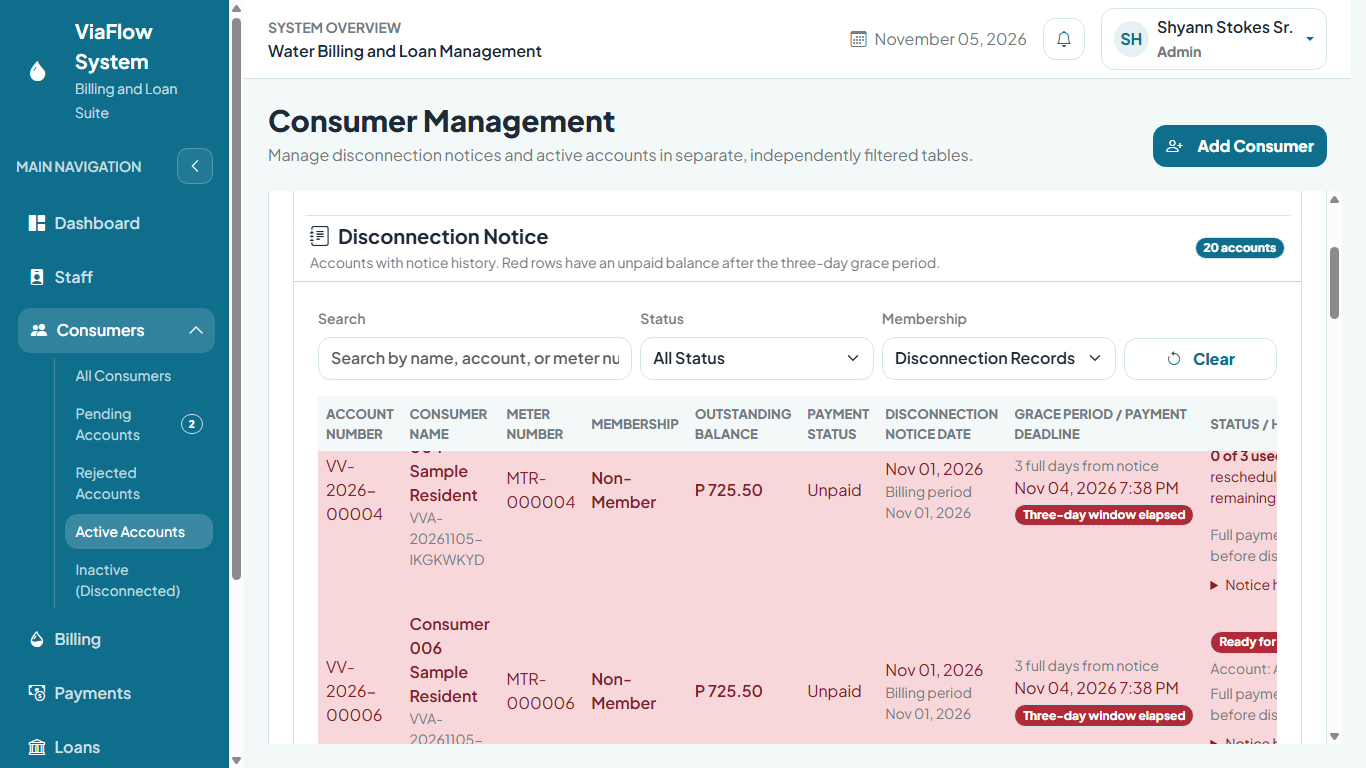 ViaFlow
System
Billing and Loan
Suite
MAIN NAVIGATION
Dashboard
Staff
Consumers
All Consumers
Pending
Accounts
2
Rejected
Accounts
Active Accounts
Inactive
(Disconnected)
Billing
Payments
Loans
SYSTEM OVERVIEW
Water Billing and Loan Management
November 05, 2026
SH
Shyann Stokes Sr.
Admin
Consumer Management
Manage disconnection notices and active accounts in separate, independently filtered tables.
Add Consumer
Disconnection Notice
Accounts with notice history. Red rows have an unpaid balance after the three-day grace period.
20 accounts
Search
Status
Membership
Search by name, account, or meter nu
All Status
Disconnection Records
Clear
ACCOUNT NUMBER
CONSUMER NAME
METER NUMBER
MEMBERSHIP
OUTSTANDING BALANCE
PAYMENT STATUS
DISCONNECTION NOTICE DATE
GRACE PERIOD / PAYMENT DEADLINE
STATUS / H
VV-
2026-
00004
Sample
Resident
VVA-
20261105-
IKGKWKYD
MTR-
000004
Non-
Member
P 725.50
Unpaid
Nov 01, 2026
Billing period
Nov 01, 2026
3 full days from notice
Nov 04, 2026 7:38 PM
Three-day window elapsed
0 of 3 used
reschedul
remaining
Full payme
before dis
Notice h
VV-
2026-
00006
Consumer
006
Sample
Resident
VVA-
20261105-
MTR-
000006
Non-
Member
P 725.50
Unpaid
Nov 01, 2026
Billing period
Nov 01, 2026
3 full days from notice
Nov 04, 2026 7:38 PM
Three-day window elapsed
Ready for
Account: A
Full payme
before dis
Notice h